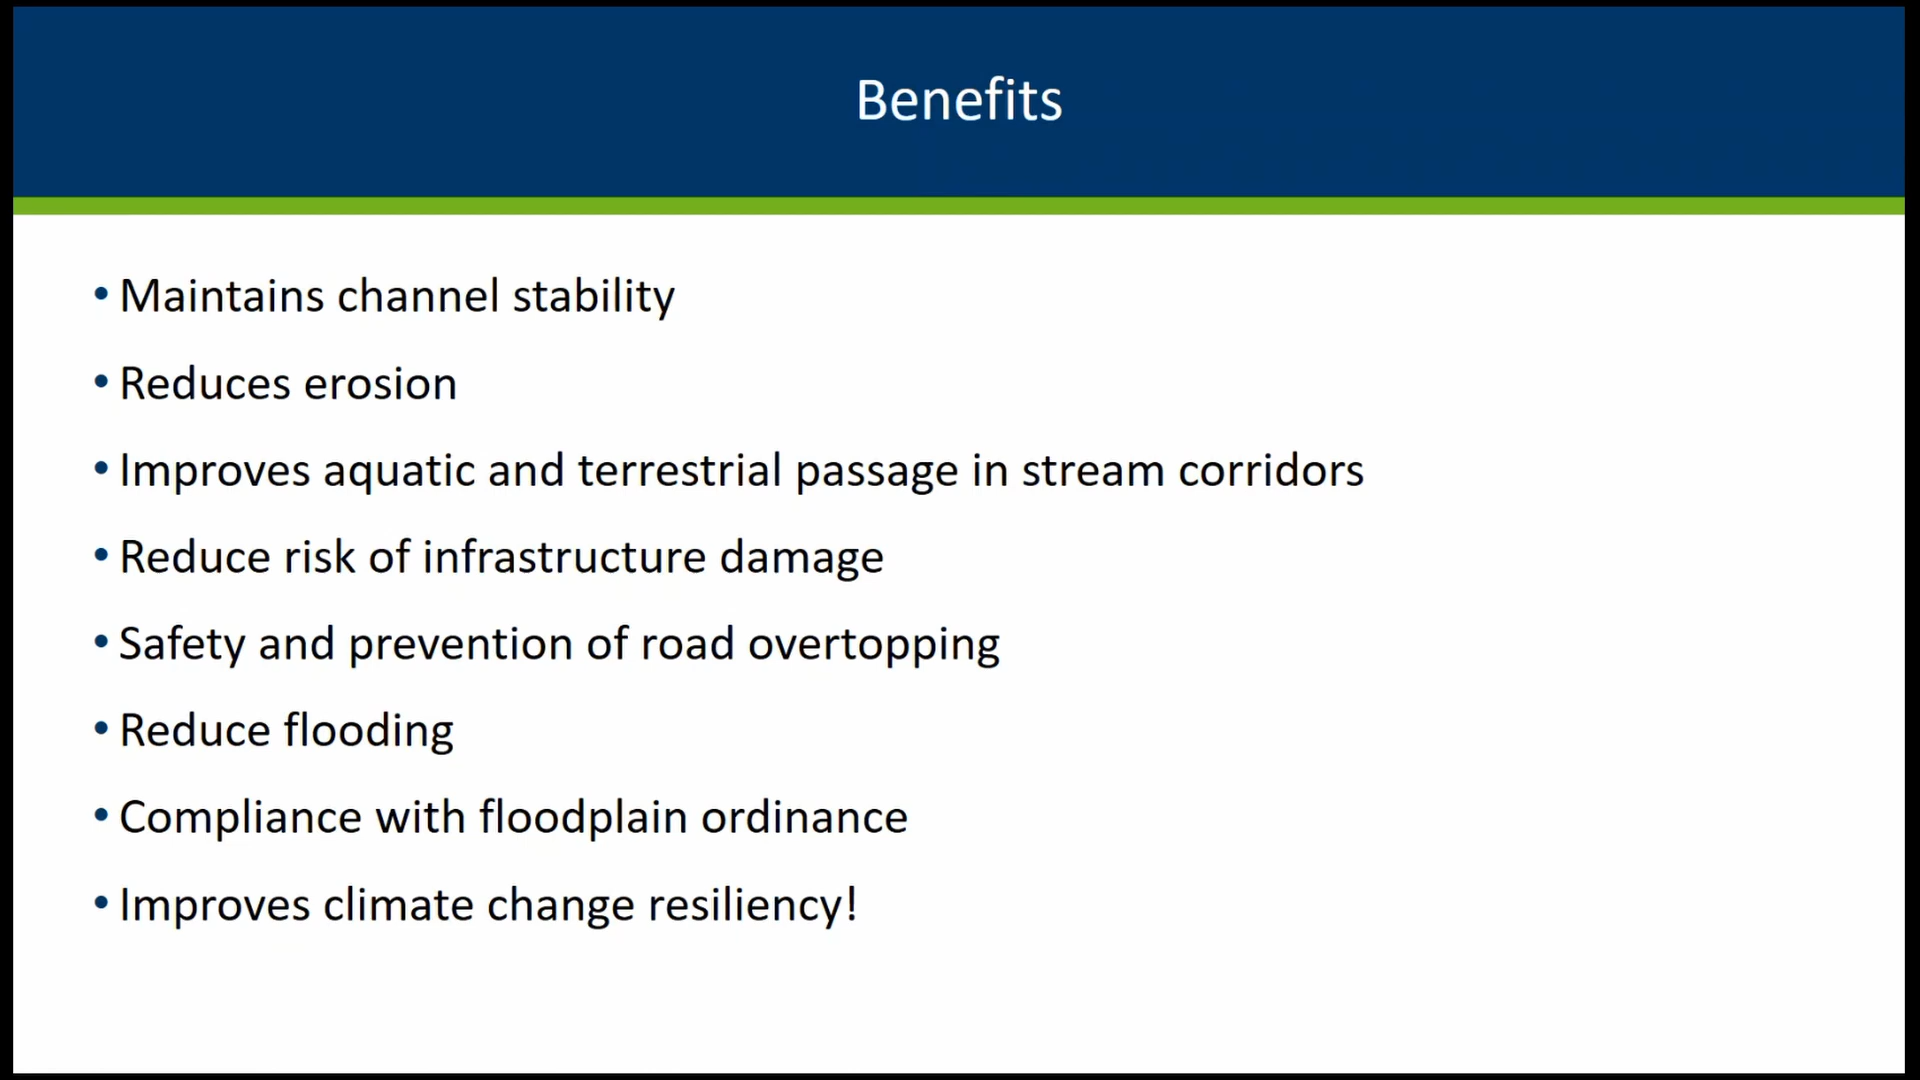 Benefits
• Maintains channel stability
• Reduces erosion
• Improves aquatic and terrestrial passage in stream corridors
• Reduce risk of infrastructure damage
• Safety and prevention of road overtopping
• Reduce flooding
• Compliance with floodplain ordinance
• Improves climate change resiliency!